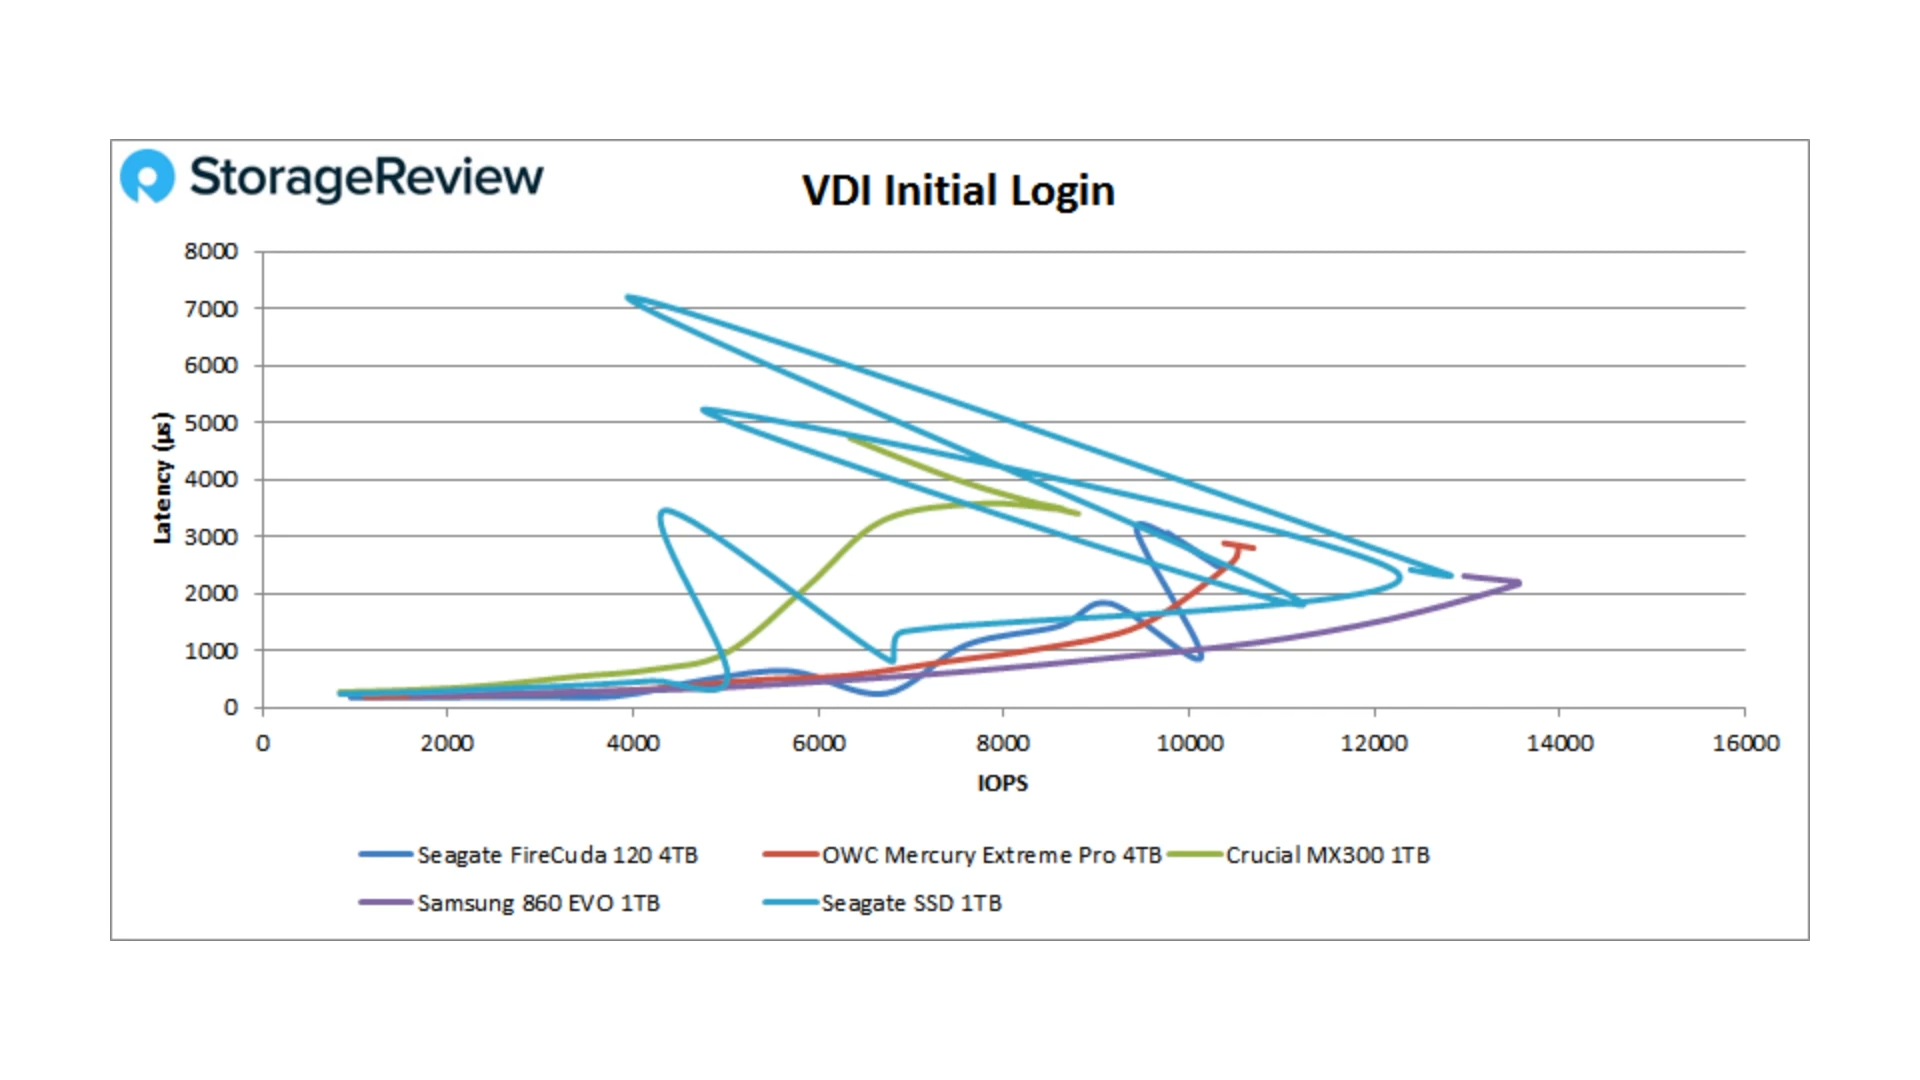 StorageReview
VDI Initial Login
8000
7000
6000
5000
4000
3000
2000
1000
0
Latency (µs)
0 2000 4000 6000 8000 10000 12000 14000 16000
IOPS
Seagate FireCuda 120 4TB OWC Mercury Extreme Pro 4TB Crucial MX300 1TB
Samsung 860 EVO 1TB Seagate SSD 1TB